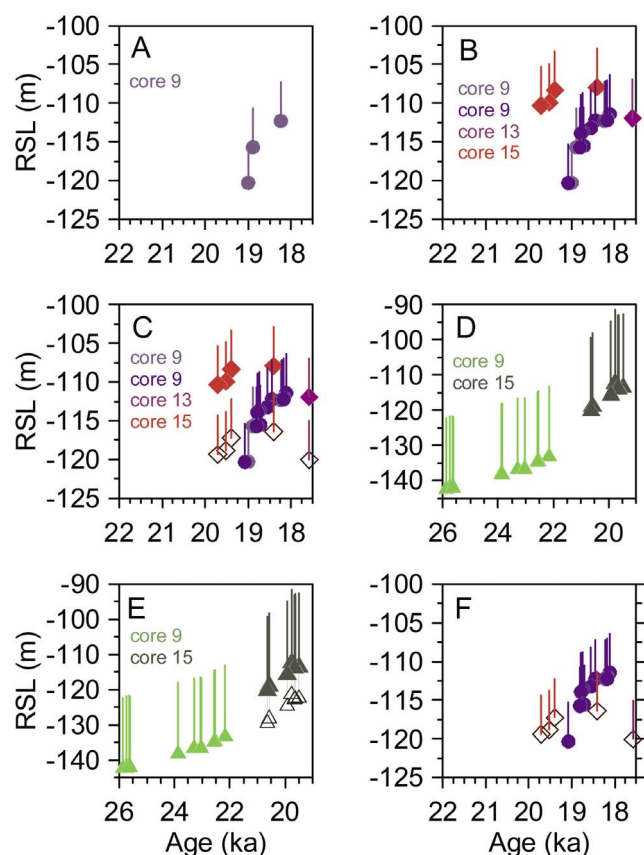 -100
-105
-110
-115
-120
-125
RSL (m)
A
core 9
22 21 20 19 18
-100
-105
-110
-115
-120
-125
B
core 9
core 9
core 13
core 15
22 21 20 19 18
-100
-105
-110
-115
-120
-125
RSL (m)
C
core 9
core 9
core 13
core 15
22 21 20 19 18
-90
-100
-110
-120
-130
-140
D
core 9
core 15
26 24 22 20
-90
-100
-110
-120
-130
-140
RSL (m)
E
core 9
core 15
26 24 22 20
Age (ka)
-100
-105
-110
-115
-120
-125
F
22 21 20 19 18
Age (ka)